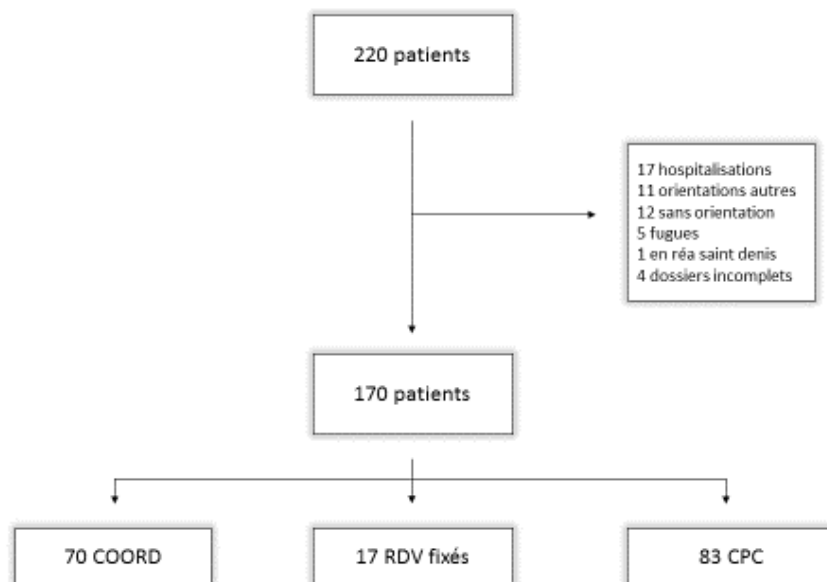 220 patients
17 hospitalisations
11 orientations autres
12 sans orientation
5 fugues
1 en réa saint denis
4 dossiers incomplets
170 patients
70 COORD
17 RDV fixés
83 CPC